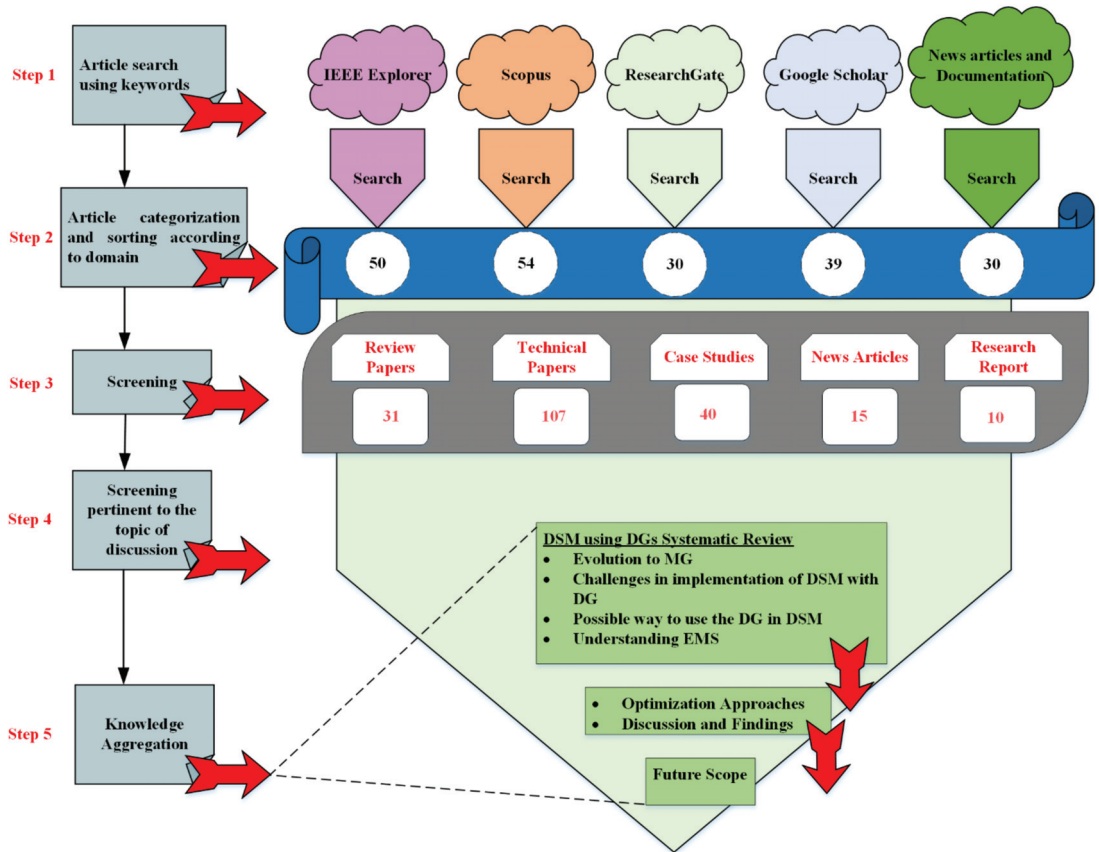 Step 1
Article search
using keywords
IEEE Explorer
Scopus
ResearchGate
Google Scholar
News articles and
Documentation
Search
Search
Search
Search
Search
Step 2
Article categorization
and sorting according
to domain
50
54
30
39
30
Step 3
Screening
Review
Papers
Technical
Papers
Case Studies
News Articles
Research
Report
31
107
40
15
10
Step 4
Screening
pertinent to the
topic of
discussion
DSM using DGs Systematic Review
• Evolution to MG
• Challenges in implementation of DSM with
DG
• Possible way to use the DG in DSM
• Understanding EMS
Step 5
Knowledge
Aggregation
• Optimization Approaches
• Discussion and Findings
Future Scope